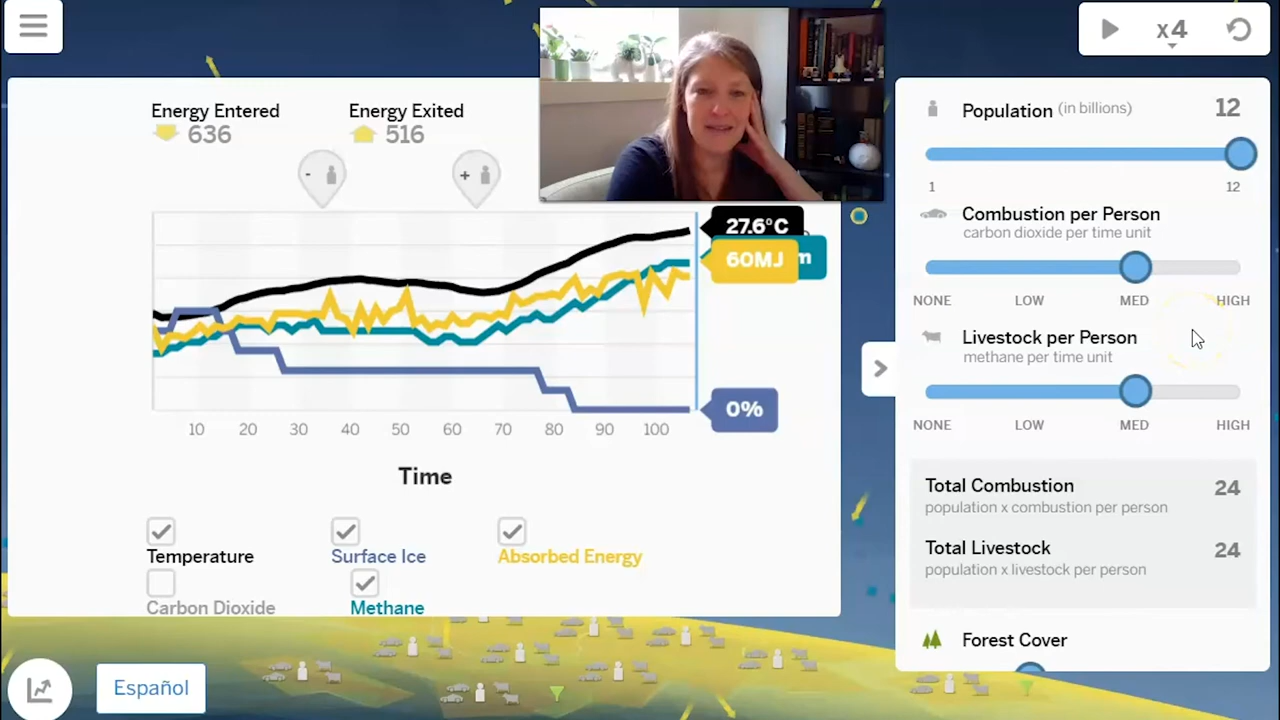 x4
Energy Entered
636
Energy Exited
516
-
+
27.6°C
m
60MJ
0%
10 20 30 40 50 60 70 80 90 100
Time
Temperature
Surface Ice
Absorbed Energy
Carbon Dioxide
Methane
Español
Population (in billions) 12
1 12
Combustion per Person
carbon dioxide per time unit
NONE LOW MED HIGH
Livestock per Person
methane per time unit
NONE LOW MED HIGH
Total Combustion 24
population x combustion per person
Total Livestock 24
population x livestock per person
Forest Cover